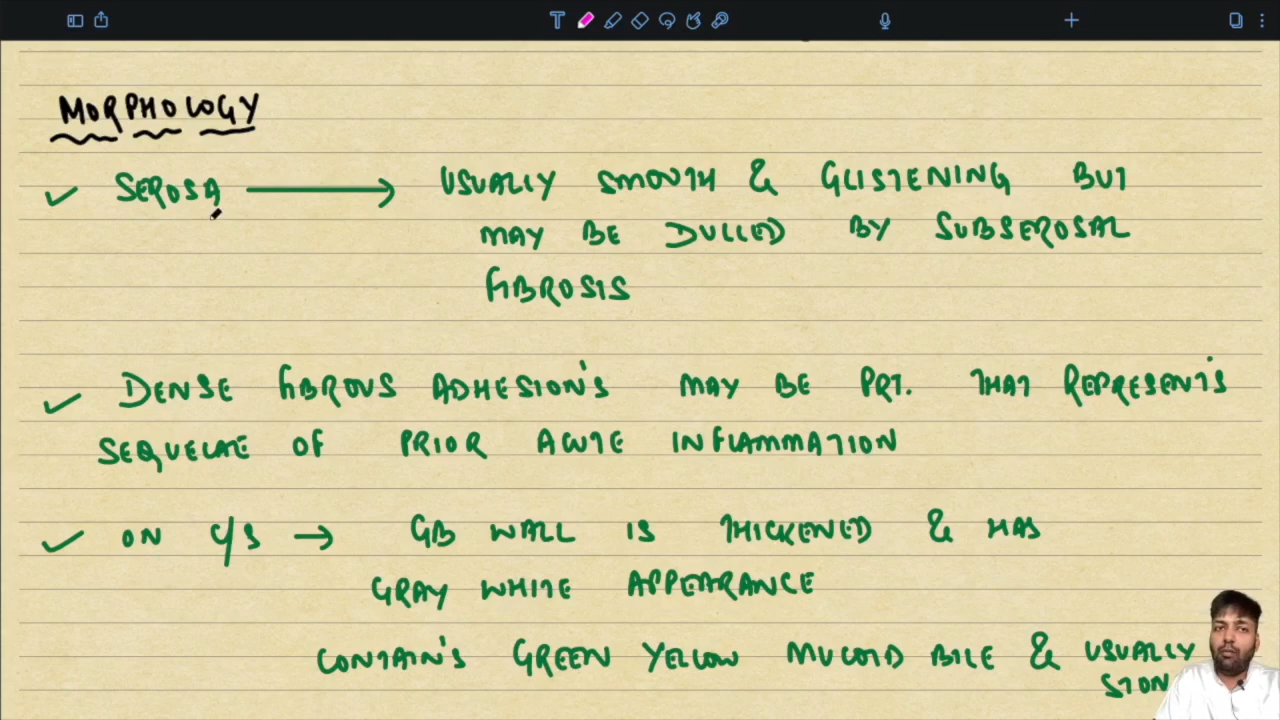 MORPHOLOGY
✓ SEROSA → USUALLY SMOOTH & GLISTENING BUT
MAY BE DULLED BY SUBSEROSAL
FIBROSIS
✓ DENSE FIBROUS ADHESION'S MAY BE PRT. THAT REPRESENT'S
SEQUELAE OF PRIOR ACUTE INFLAMMATION
✓ ON C/S → GB WALL IS THICKENED & HAS
GRAY WHITE APPEARANCE
CONTAIN'S GREEN YELLOW MUCOID BILE & USUALLY